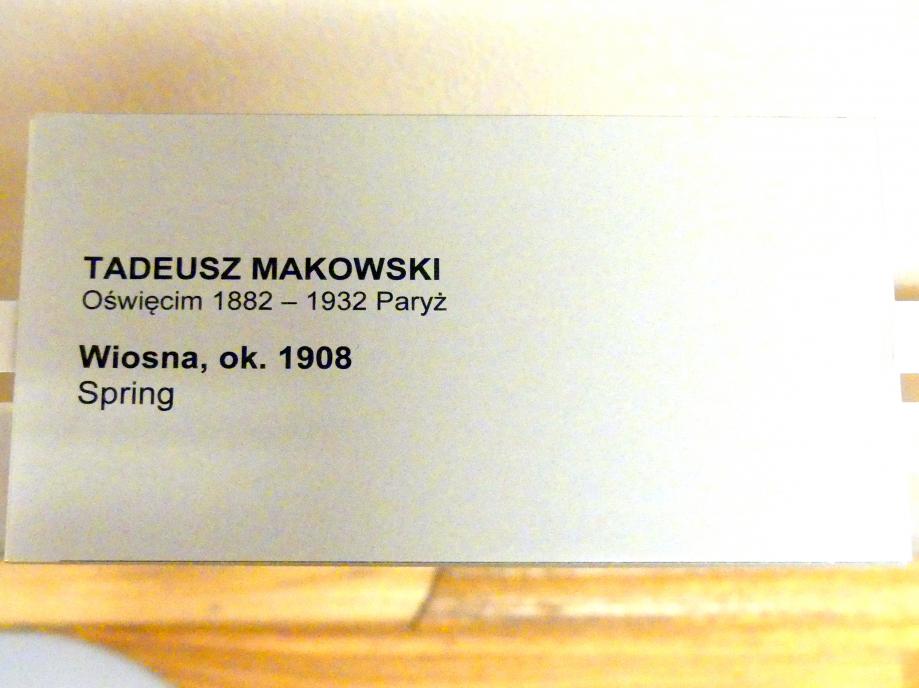 TADEUSZ MAKOWSKI
Oświęcim 1882 – 1932 Paryż
Wiosna, ok. 1908
Spring